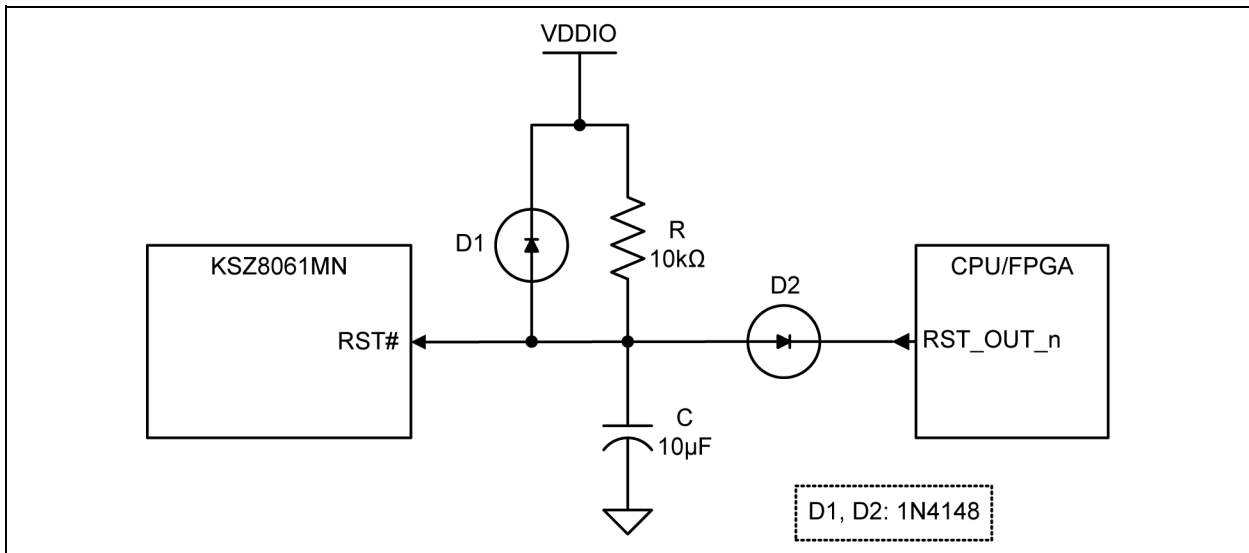 VDDIO
KSZ8061MN
D1
R
10kΩ
CPU/FPGA
D2
RST#
RST_OUT_n
C
10µF
D1, D2: 1N4148